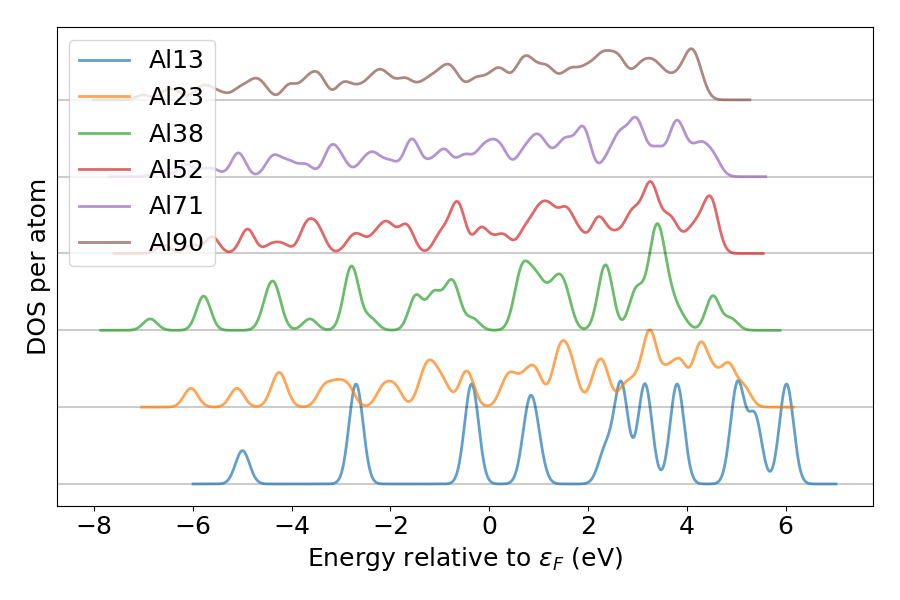 Al13
Al23
Al38
Al52
Al71
Al90
DOS per atom
−8 −6 −4 −2 0 2 4 6
Energy relative to $\varepsilon_F$ (eV)